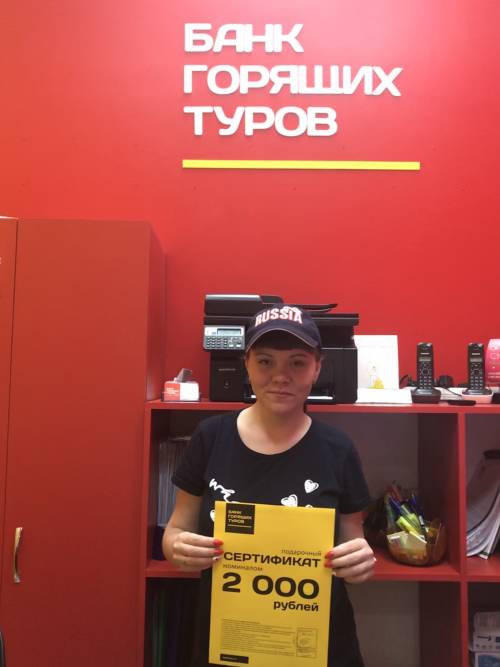 БАНК
ГОРЯЩИХ
ТУРОВ
RUSSIA
БАНК
ГОРЯЩИХ
ТУРОВ
подарочный
СЕРТИФИКАТ
номиналом
2 000
рублей